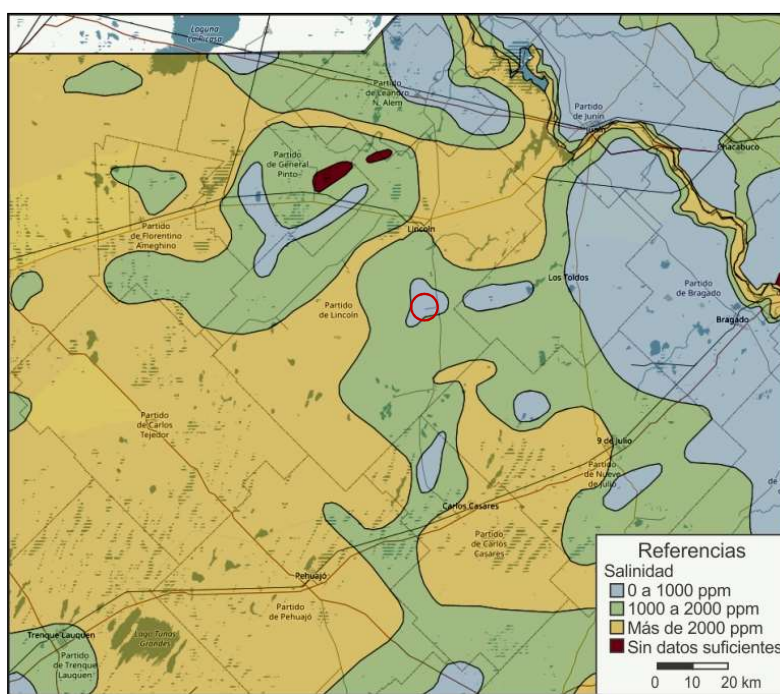 Laguna
La Picasa
Partido
de Leandro
N. Alem
Partido
de Junín
Junín
Chacabuco
Partido
de General
Pinto
Lincoln
Partido
de Florentino
Ameghino
Los Toldos
Partido
de Bragado
Partido
de Lincoln
Bragado
Partido
de Carlos
Tejedor
9 de Julio
Partido
de Nueve
de Julio
de
Carlos Casares
Partido
de Carlos
Casares
Pehuajó
Partido
de Pehuajó
Trenque Lauquen
Lago Tunas
Grandes
Partido
de Trenque
Lauquen
Referencias
Salinidad
0 a 1000 ppm
1000 a 2000 ppm
Más de 2000 ppm
Sin datos suficientes
0 10 20 km